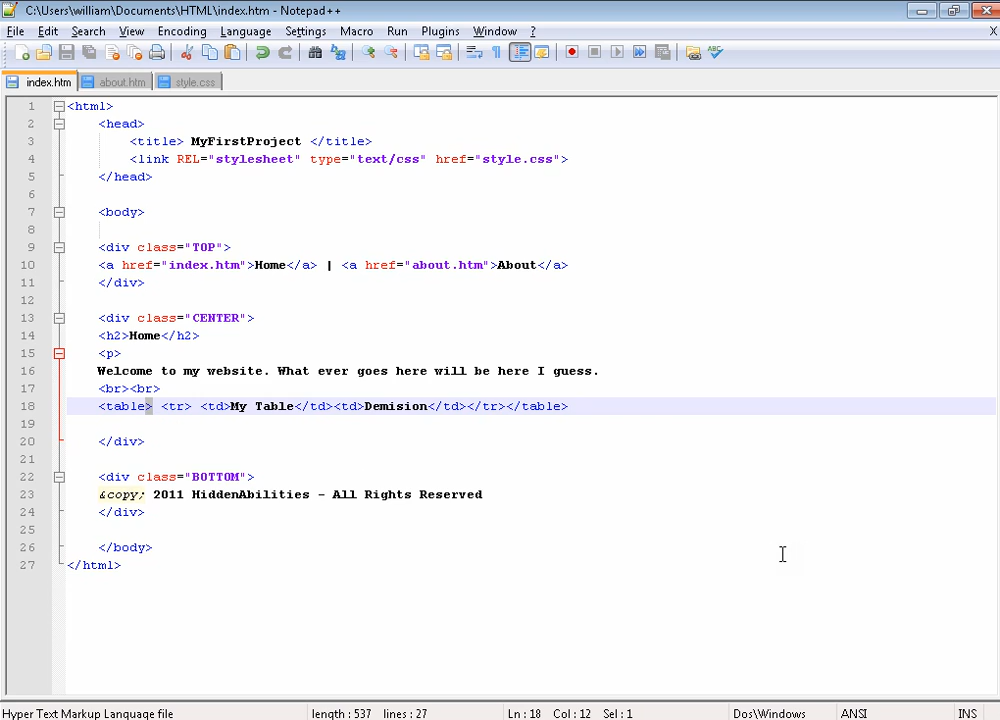 C:\Users\william\Documents\HTML\index.htm - Notepad++
File Edit Search View Encoding Language Settings Macro Run Plugins Window ? X
index.htm about.htm style.css
1 <html>
2 <head>
3 <title> MyFirstProject </title>
4 <link REL="stylesheet" type="text/css" href="style.css">
5 </head>
6
7 <body>
8
9 <div class="TOP">
10 <a href="index.htm">Home</a> | <a href="about.htm">About</a>
11 </div>
12
13 <div class="CENTER">
14 <h2>Home</h2>
15 <p>
16 Welcome to my website. What ever goes here will be here I guess.
17 <br><br>
18 <table> <tr> <td>My Table</td><td>Demision</td></tr></table>
19
20 </div>
21
22 <div class="BOTTOM">
23 &copy; 2011 HiddenAbilities - All Rights Reserved
24 </div>
25
26 </body>
27 </html>
Hyper Text Markup Language file length : 537 lines : 27 Ln : 18 Col : 12 Sel : 1 Dos\Windows ANSI INS